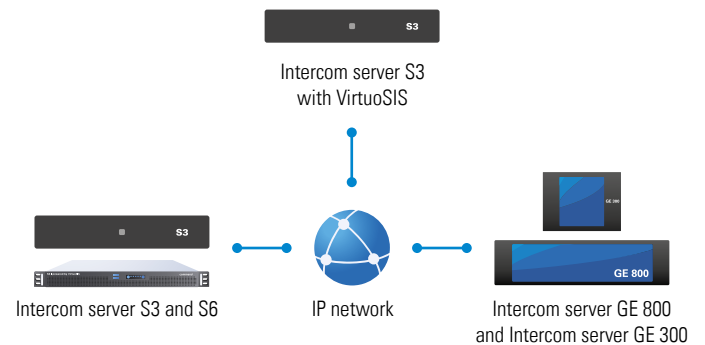 S3
Intercom server S3
with VirtuoSIS
GE 300
S3
GE 800
Intercom server S3 and S6
IP network
Intercom server GE 800
and Intercom server GE 300